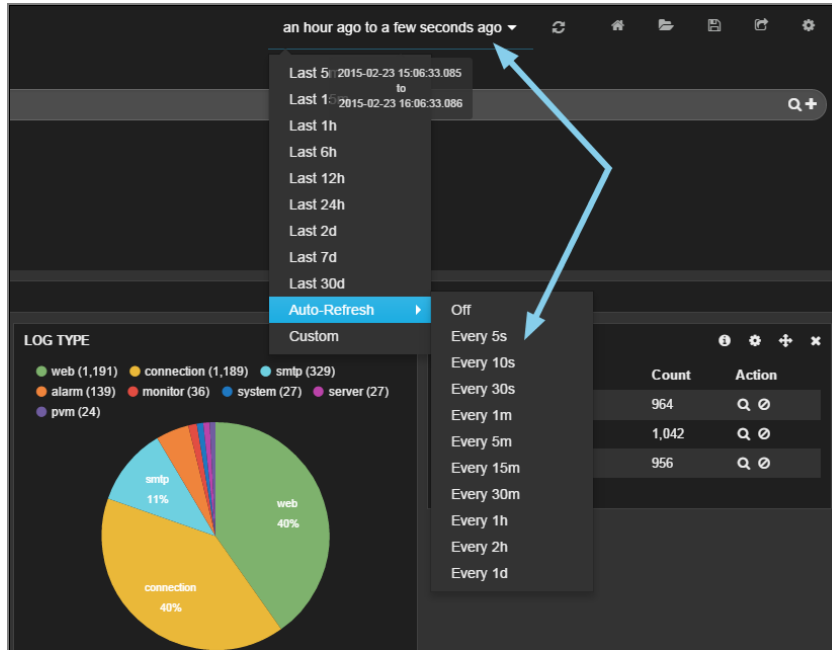 an hour ago to a few seconds ago
Last 5m
2015-02-23 15:06:33.085
to
Last 15m
2015-02-23 16:06:33.086
Last 1h
Last 6h
Last 12h
Last 24h
Last 2d
Last 7d
Last 30d
Auto-Refresh
Custom
Off
Every 5s
Every 10s
Every 30s
Every 1m
Every 5m
Every 15m
Every 30m
Every 1h
Every 2h
Every 1d
LOG TYPE
web (1,191) connection (1,189) smtp (329)
alarm (139) monitor (36) system (27) server (27)
pvm (24)
smtp
11%
web
40%
connection
40%
Count Action
964
1,042
956